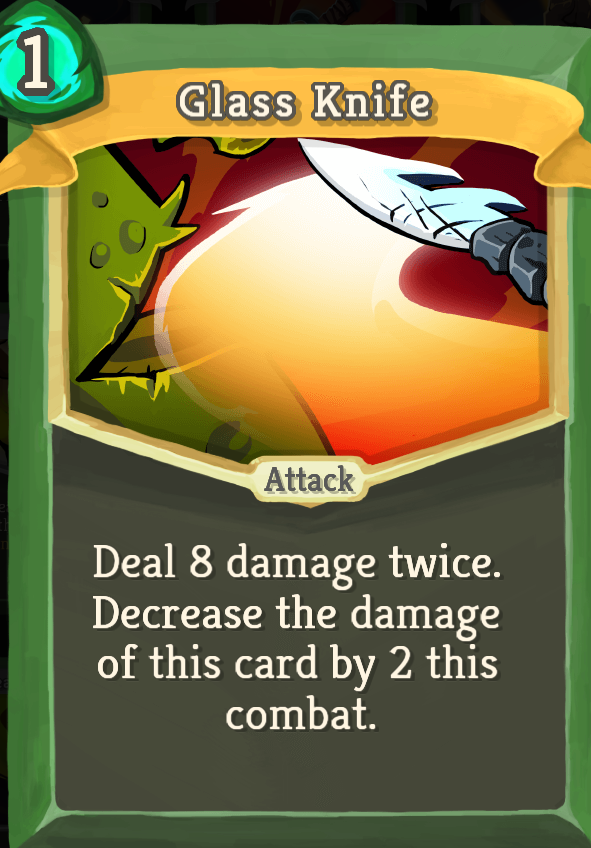 1
Glass Knife
Attack
Deal 8 damage twice.
Decrease the damage
of this card by 2 this
combat.